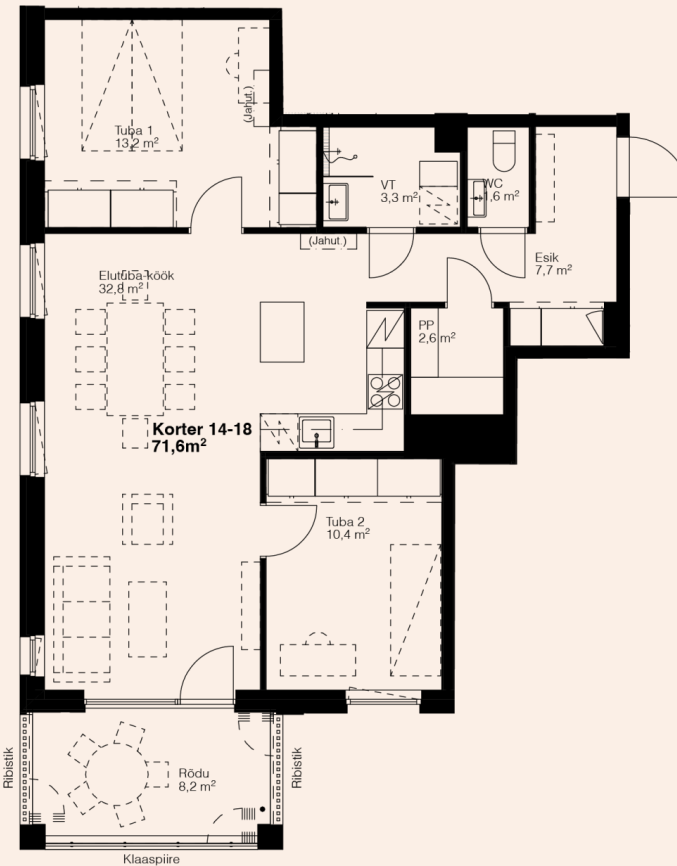 Tuba 1
13,2 m²
(Jahut.)
VT
3,3 m²
WC
1,6 m²
(Jahut.)
Esik
7,7 m²
Elutuba-köök
32,8 m²
PP
2,6 m²
Korter 14-18
71,6m²
Tuba 2
10,4 m²
Ribistik
Rõdu
8,2 m²
Ribistik
Klaaspiire